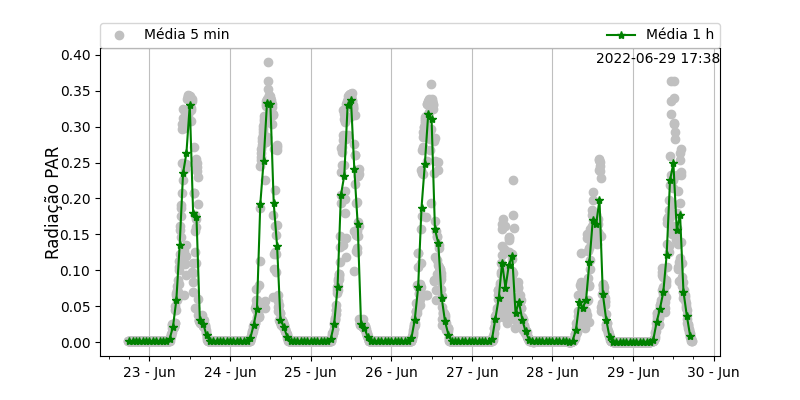 Média 5 min
Média 1 h
2022-06-29 17:38
Radiação PAR
0.40
0.35
0.30
0.25
0.20
0.15
0.10
0.05
0.00
23 - Jun
24 - Jun
25 - Jun
26 - Jun
27 - Jun
28 - Jun
29 - Jun
30 - Jun